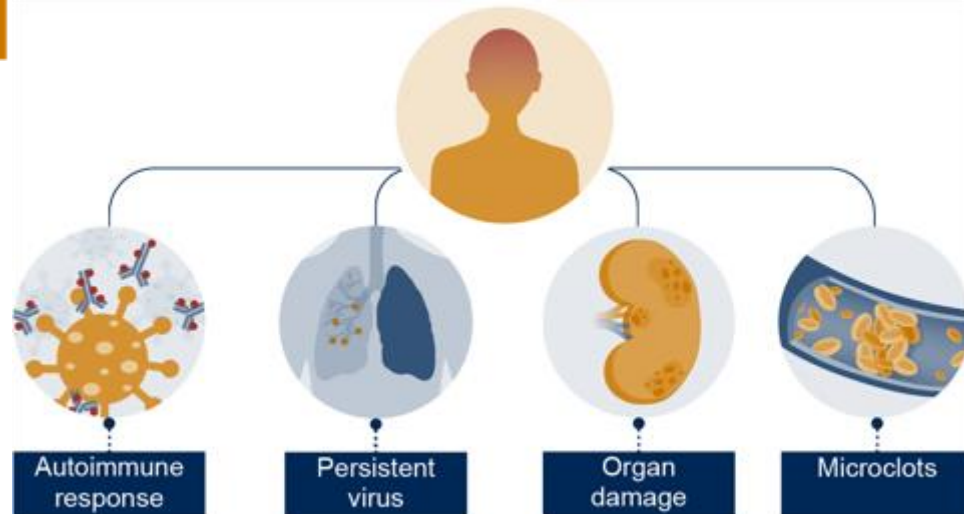 Autoimmune
response
Persistent
virus
Organ
damage
Microclots